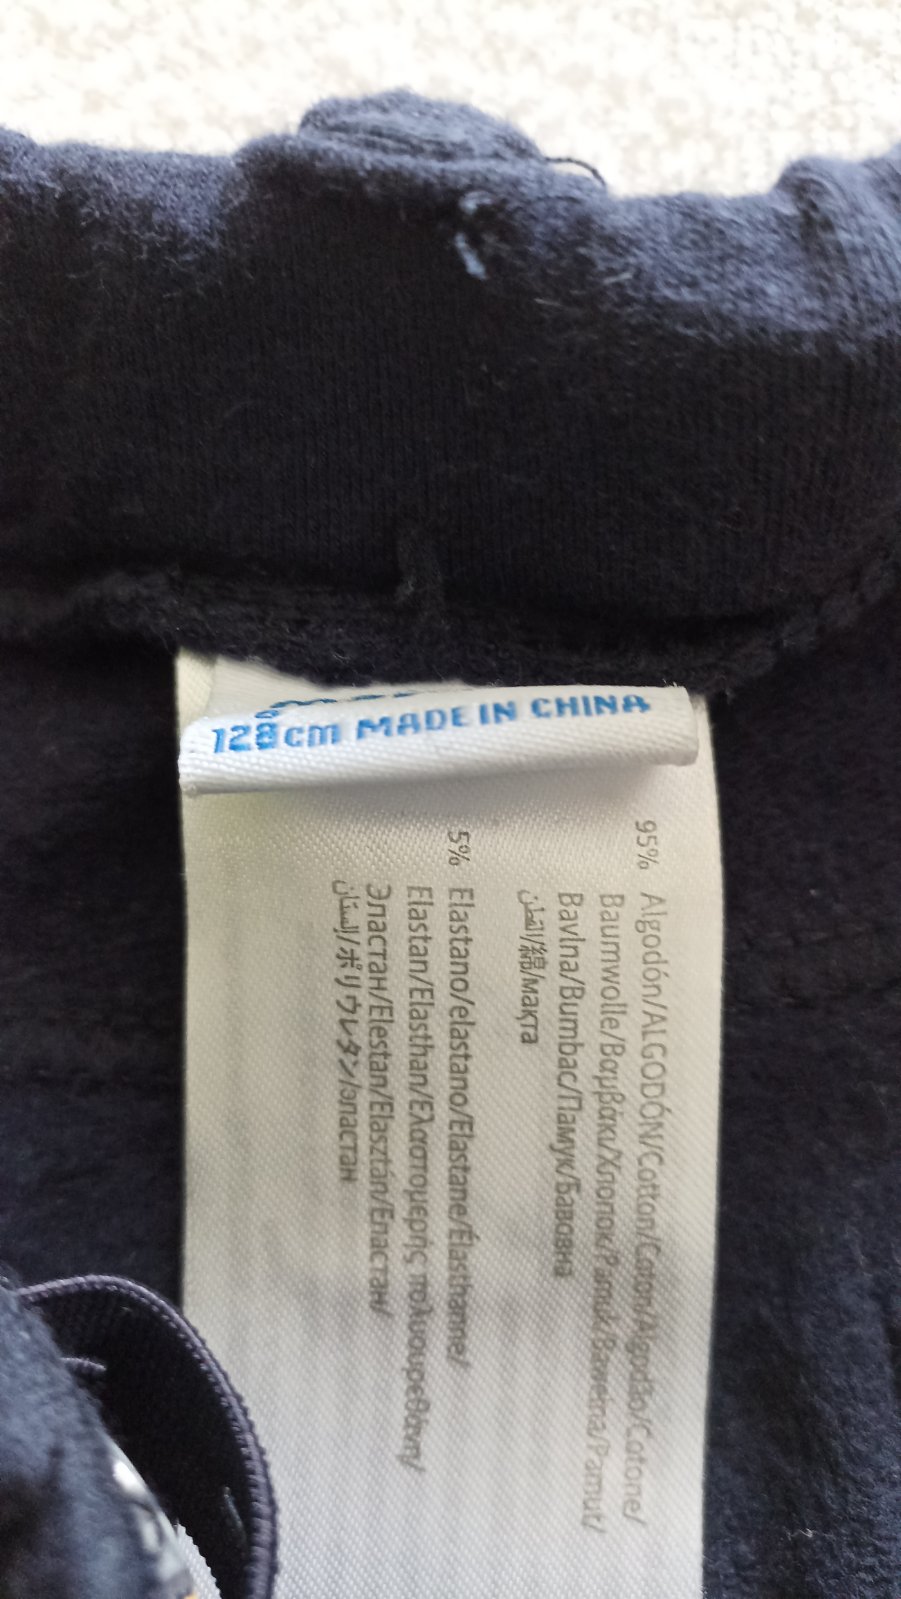 128cm MADE IN CHINA
95% Algodón/ALGODÓN/Cotton/Coton/Algodão/Cotone/
Baumwolle/Βαμβάκι/Хлопок/Pamuk/Bawełna/Pamut/
Bavlna/Bumbac/Памук/Бавовна
القطن/綿/мақта
5% Elastano/elastano/Elastane/Élasthanne/
Elastan/Elasthan/Ελαστομερής πολυουρεθάνη/
Эластан/Elestan/Elasztán/Еластан/
إلستان/ポリウレタン/эластан